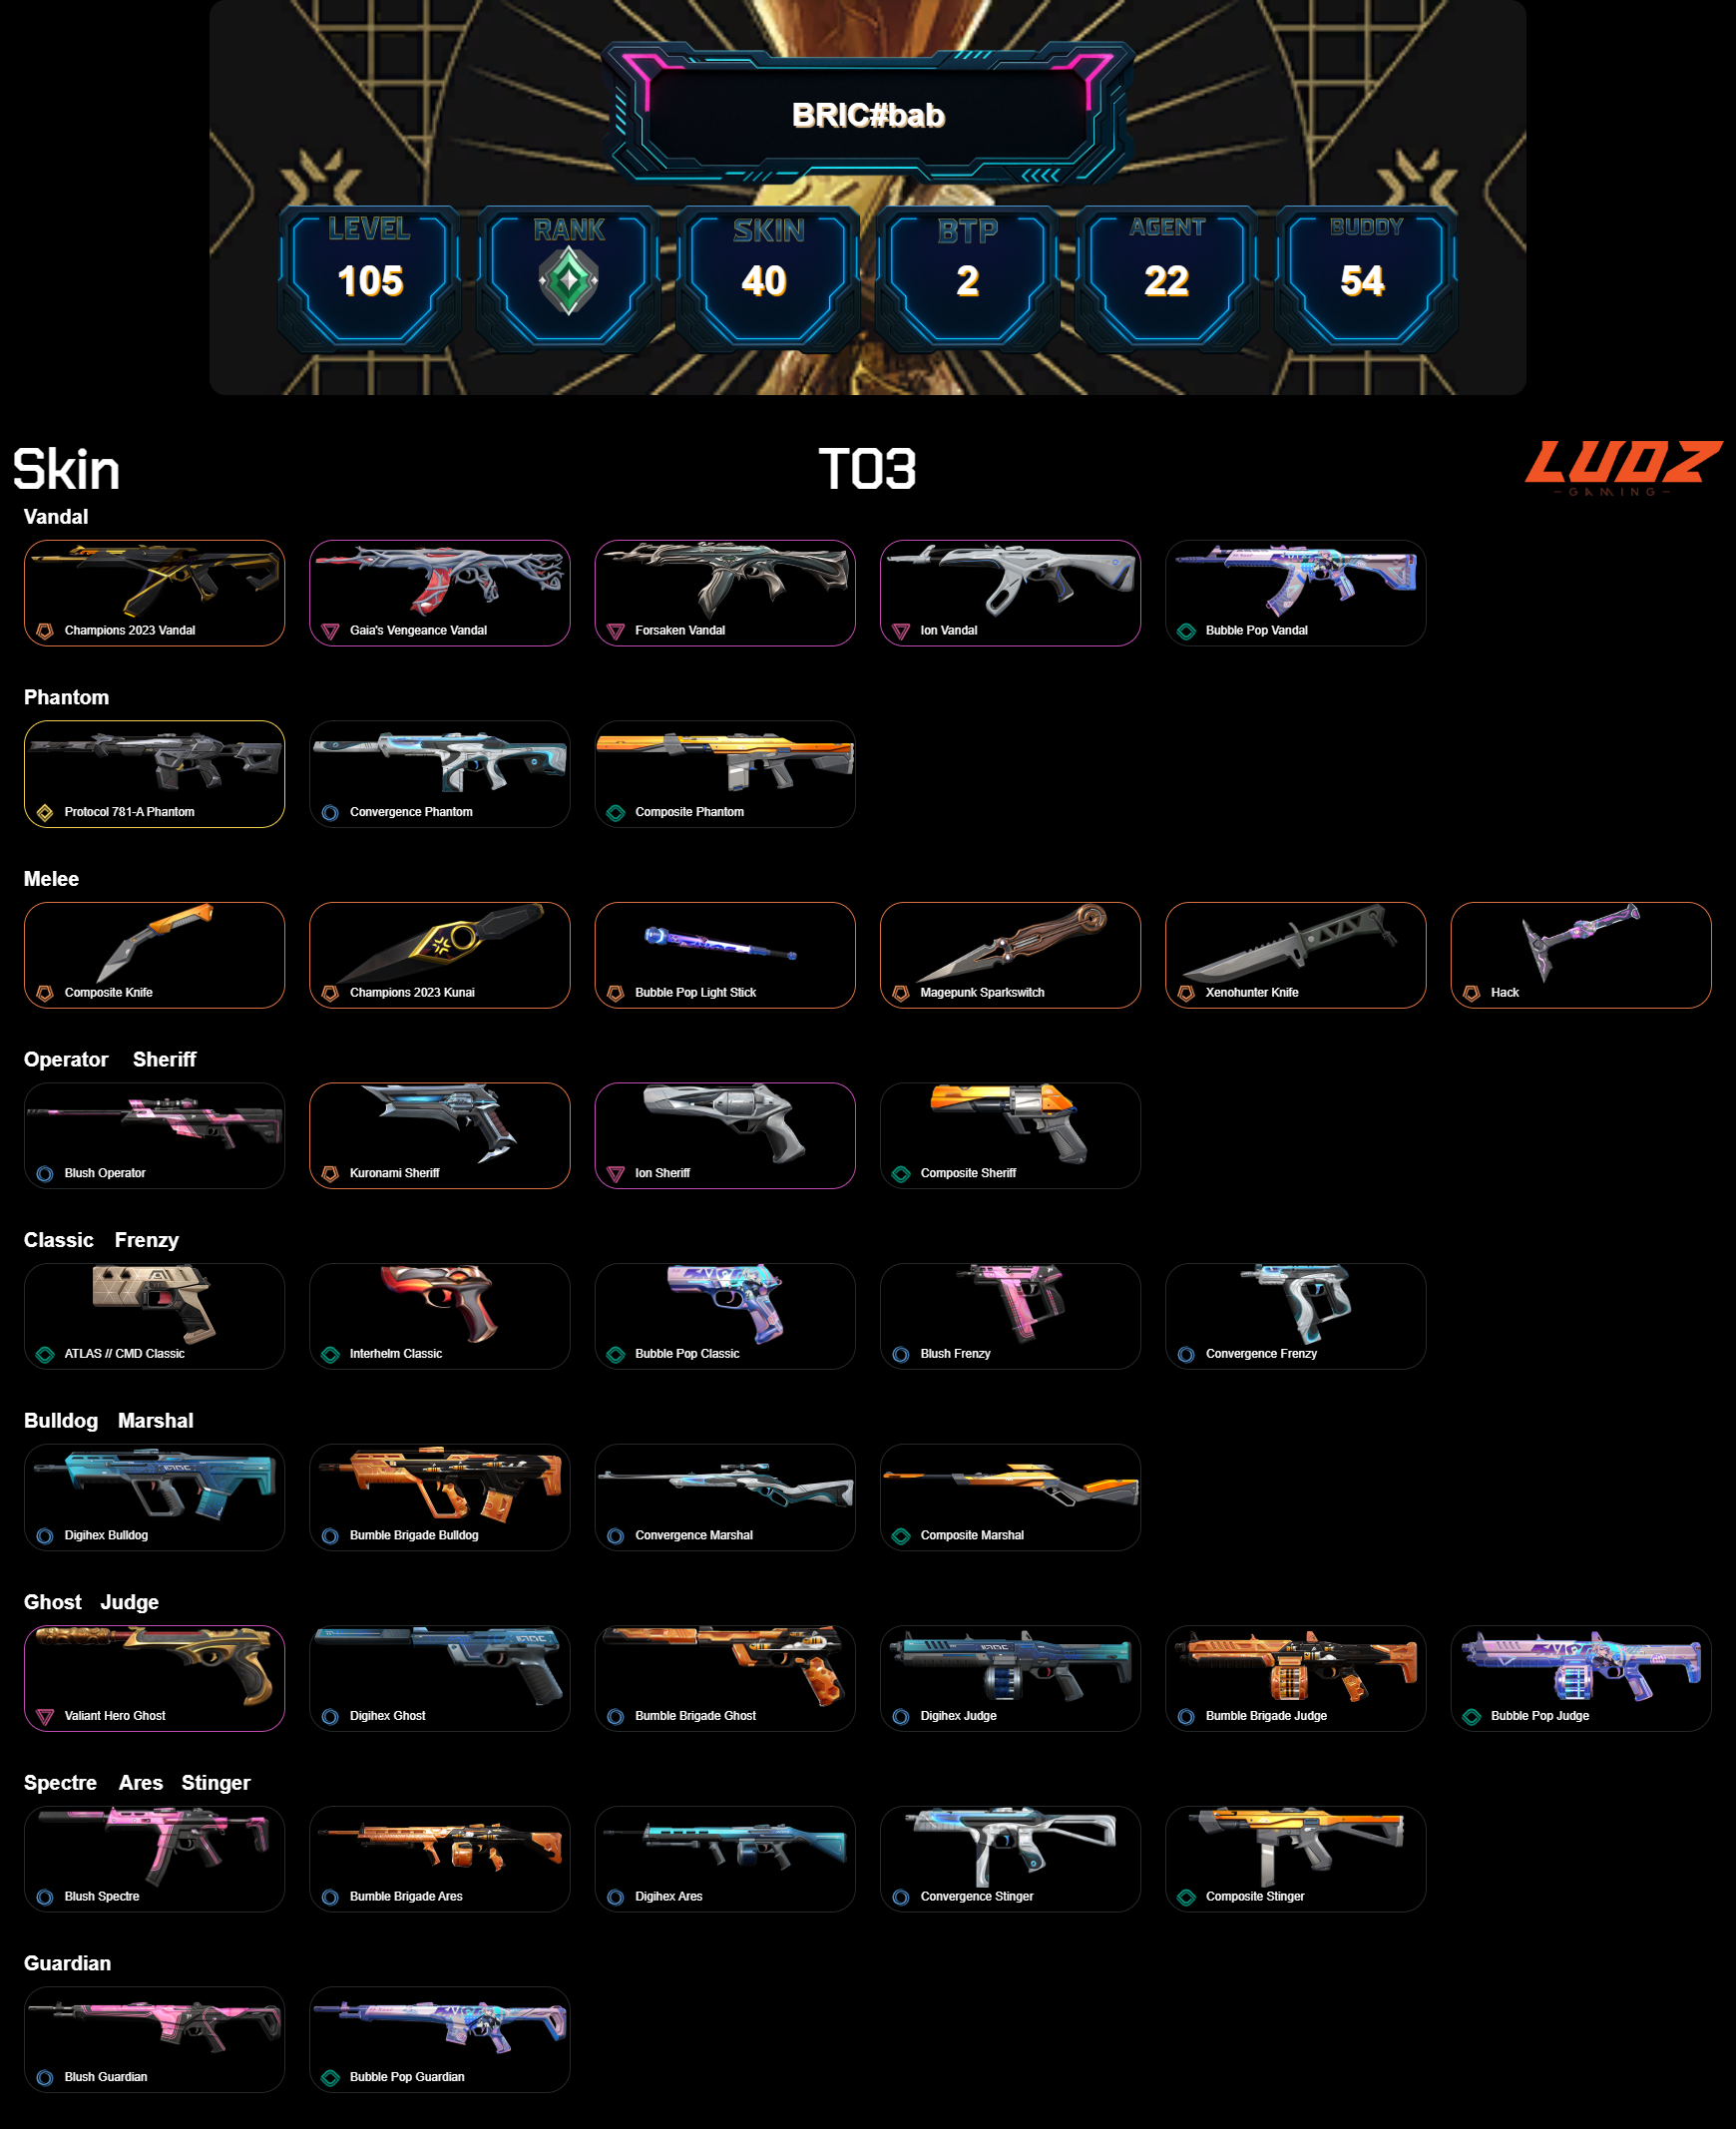 BRIC#bab
LEVEL RANK SKIN BTP AGENT BUDDY
105 40 2 22 54
Skin T03 LUOZ
- GAMING -
Vandal
Champions 2023 Vandal Gaia's Vengeance Vandal Forsaken Vandal Ion Vandal Bubble Pop Vandal
Phantom
Protocol 781-A Phantom Convergence Phantom Composite Phantom
Melee
Composite Knife Champions 2023 Kunai Bubble Pop Light Stick Magepunk Sparkswitch Xenohunter Knife Hack
Operator Sheriff
Blush Operator Kuronami Sheriff Ion Sheriff Composite Sheriff
Classic Frenzy
ATLAS // CMD Classic Interhelm Classic Bubble Pop Classic Blush Frenzy Convergence Frenzy
Bulldog Marshal
Digihex Bulldog Bumble Brigade Bulldog Convergence Marshal Composite Marshal
Ghost Judge
Valiant Hero Ghost Digihex Ghost Bumble Brigade Ghost Digihex Judge Bumble Brigade Judge Bubble Pop Judge
Spectre Ares Stinger
Blush Spectre Bumble Brigade Ares Digihex Ares Convergence Stinger Composite Stinger
Guardian
Blush Guardian Bubble Pop Guardian